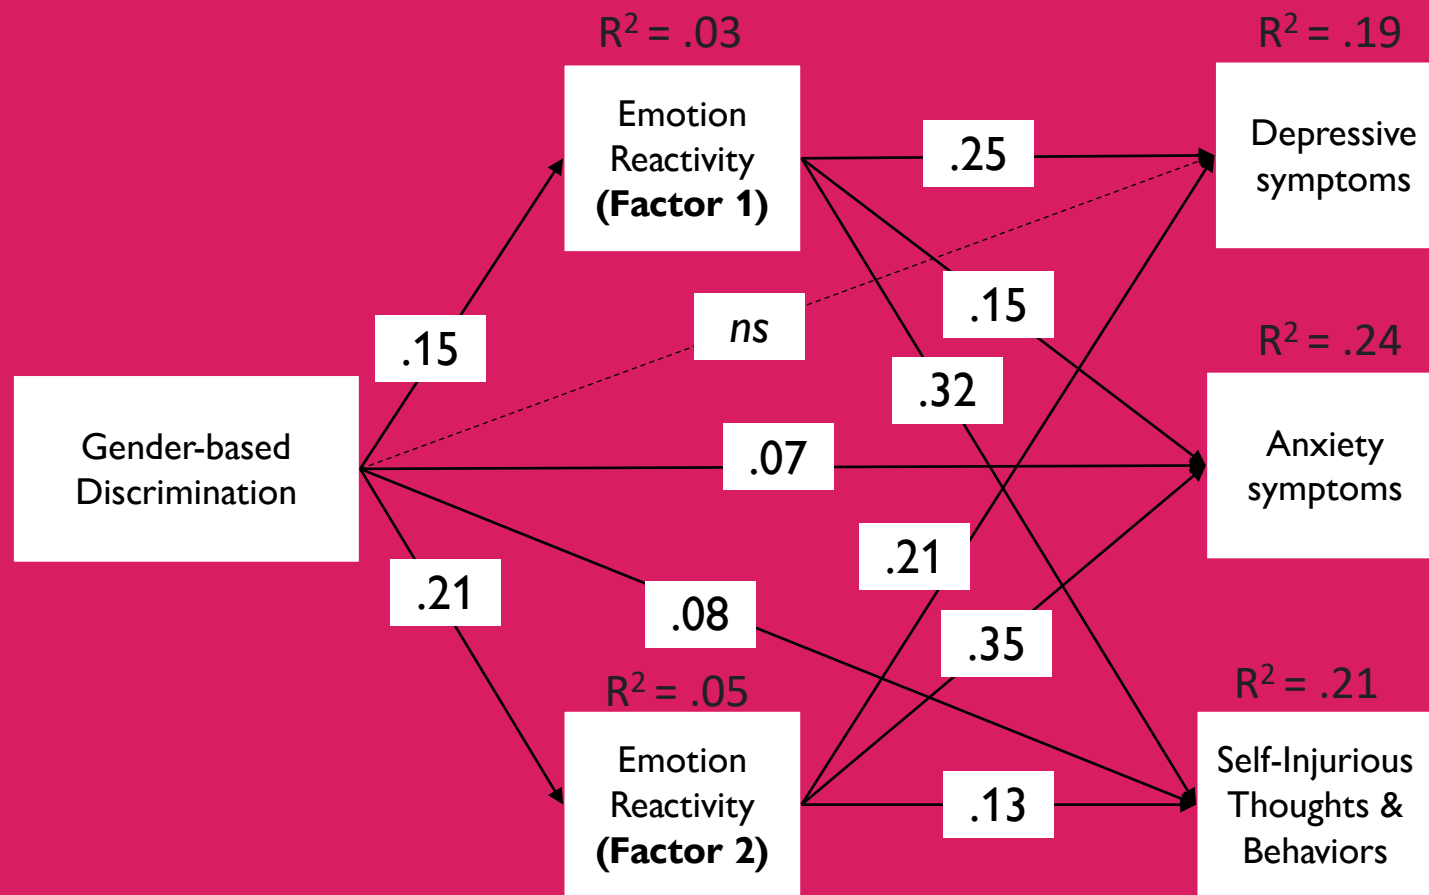 R² = .03
R² = .19
Emotion
Reactivity
(Factor 1)
Depressive
symptoms
.25
.15
ns
.15
R² = .24
.32
Gender-based
Discrimination
.07
Anxiety
symptoms
.21
.21
.08
.35
R² = .05
R² = .21
Emotion
Reactivity
(Factor 2)
.13
Self-Injurious
Thoughts &
Behaviors